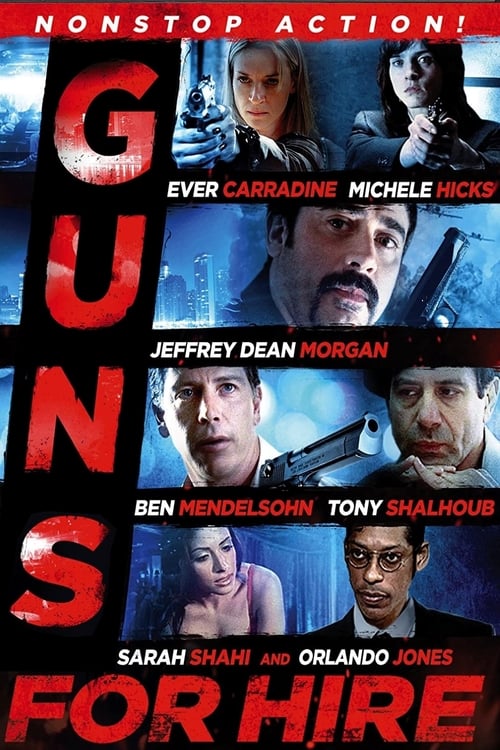 NONSTOP ACTION!
GUNS
EVER CARRADINE MICHELE HICKS
JEFFREY DEAN MORGAN
BEN MENDELSOHN TONY SHALHOUB
SARAH SHAHI AND ORLANDO JONES
FOR HIRE